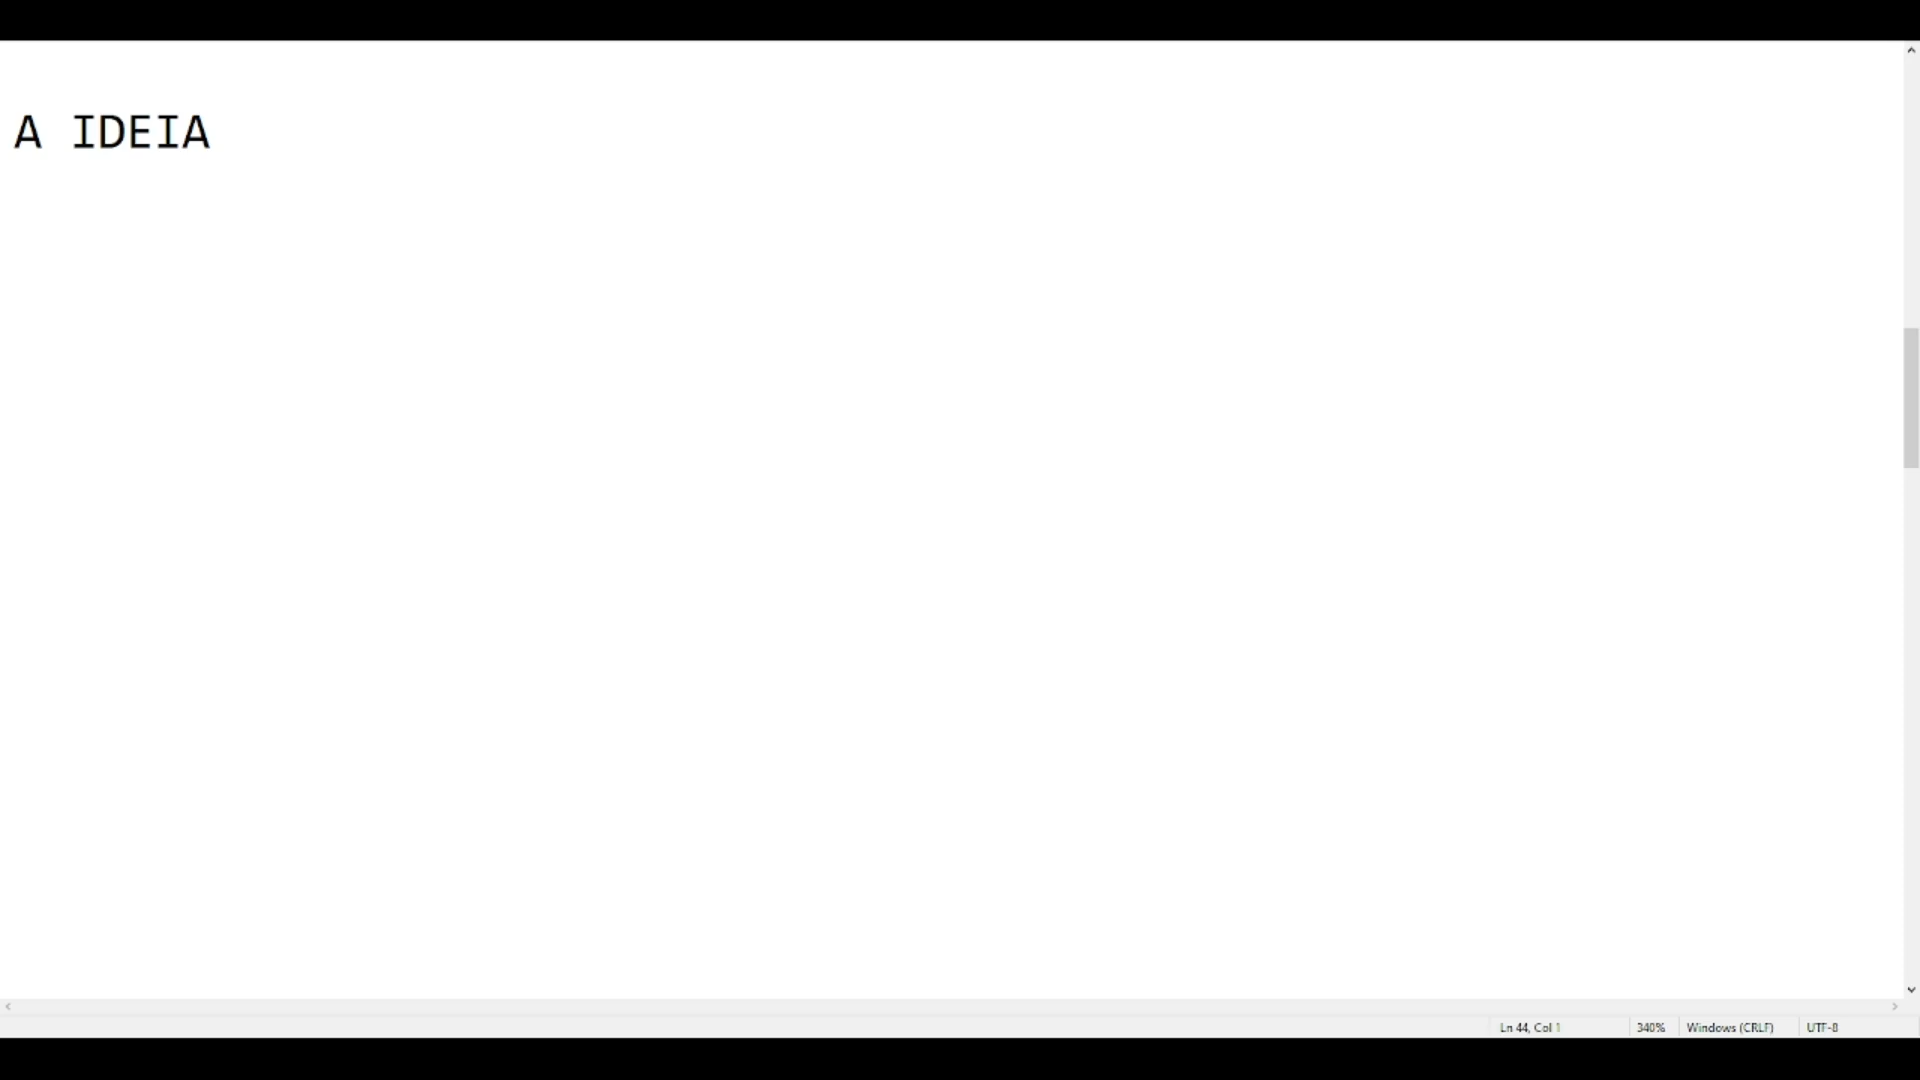 A IDEIA
Ln 44, Col 1
340%
Windows (CRLF)
UTF-8